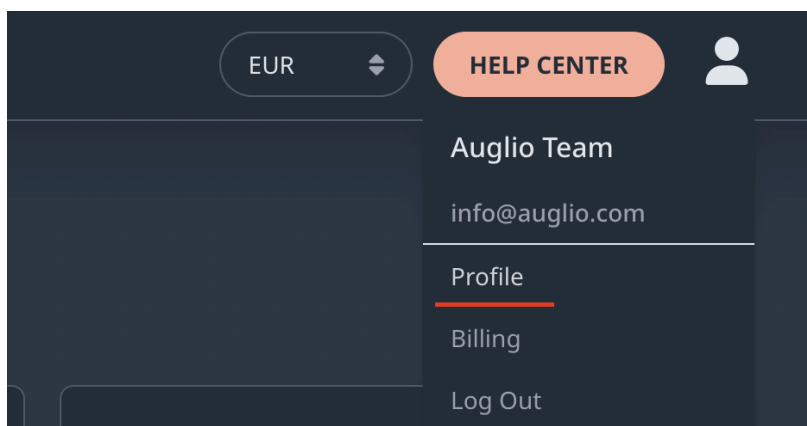 EUR
HELP CENTER
Auglio Team
info@auglio.com
Profile
Billing
Log Out